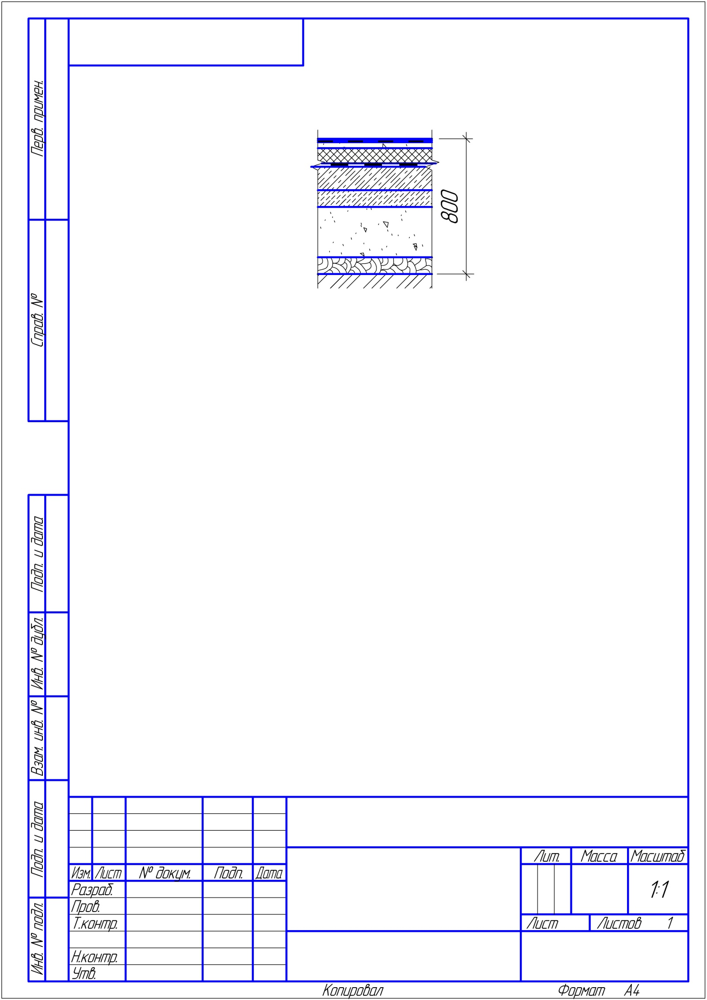 Перв. примен.
Справ. №
Подп. и дата
Инв. № дубл.
Взам. инв. №
Подп. и дата
Инв. № подл.
800
Изм. Лист № докум. Подп. Дата
Разраб.
Пров.
Т.контр.
Н.контр.
Утв.
Лит. Масса Масштаб
1:1
Лист Листов 1
Копировал Формат А4